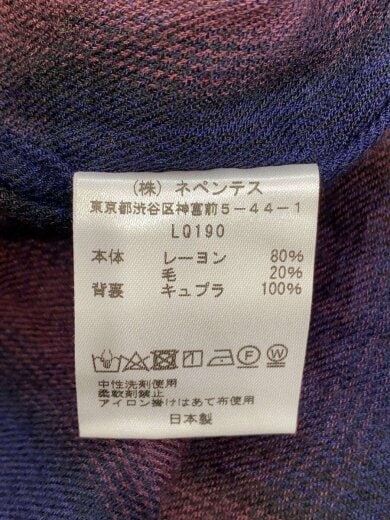 （株）ネペンテス
東京都渋谷区神宮前5-44-1
LQ190
本体 レーヨン 80%
毛 20%
背裏 キュプラ 100%
中性洗剤使用
柔軟剤禁止
アイロン掛けはあて布使用
日本製